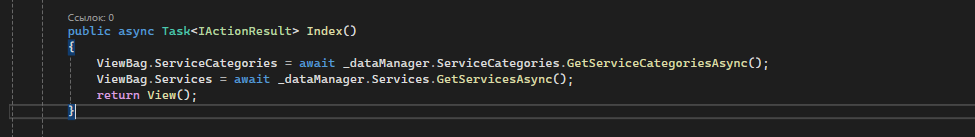 Ссылок: 0
public async Task<IActionResult> Index()
{
ViewBag.ServiceCategories = await _dataManager.ServiceCategories.GetServiceCategoriesAsync();
ViewBag.Services = await _dataManager.Services.GetServicesAsync();
return View();
}